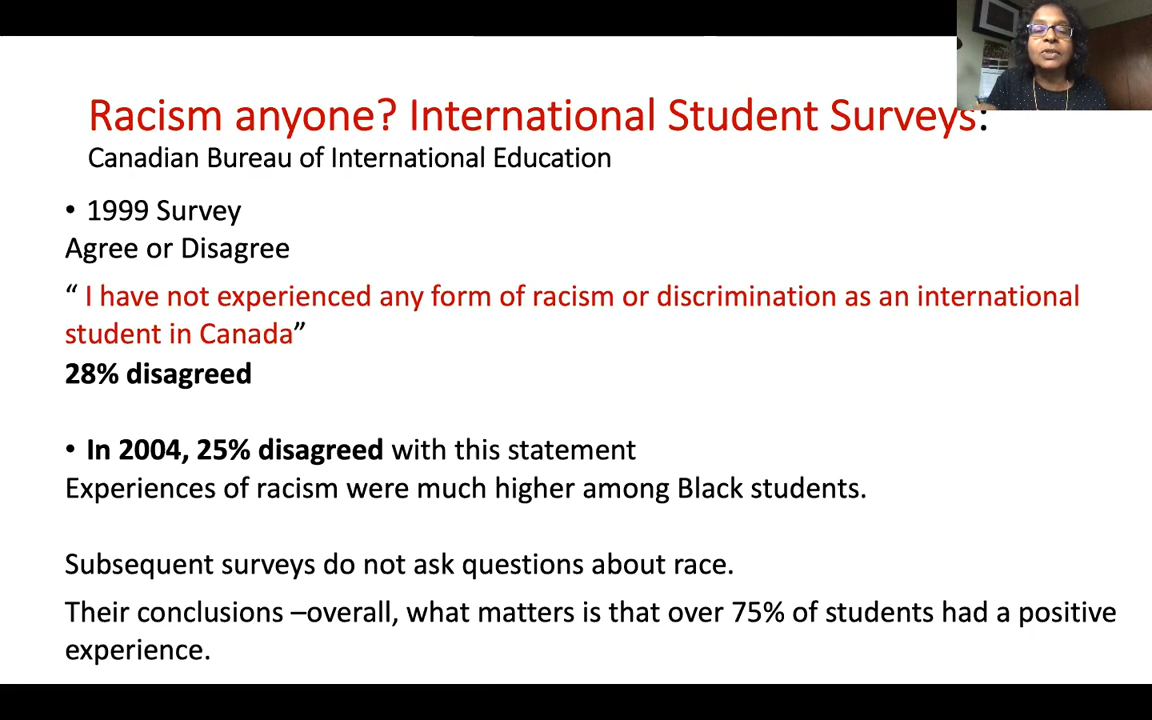 Racism anyone? International Student Surveys:
Canadian Bureau of International Education
• 1999 Survey
Agree or Disagree
“ I have not experienced any form of racism or discrimination as an international
student in Canada”
28% disagreed
• In 2004, 25% disagreed with this statement
Experiences of racism were much higher among Black students.
Subsequent surveys do not ask questions about race.
Their conclusions –overall, what matters is that over 75% of students had a positive
experience.